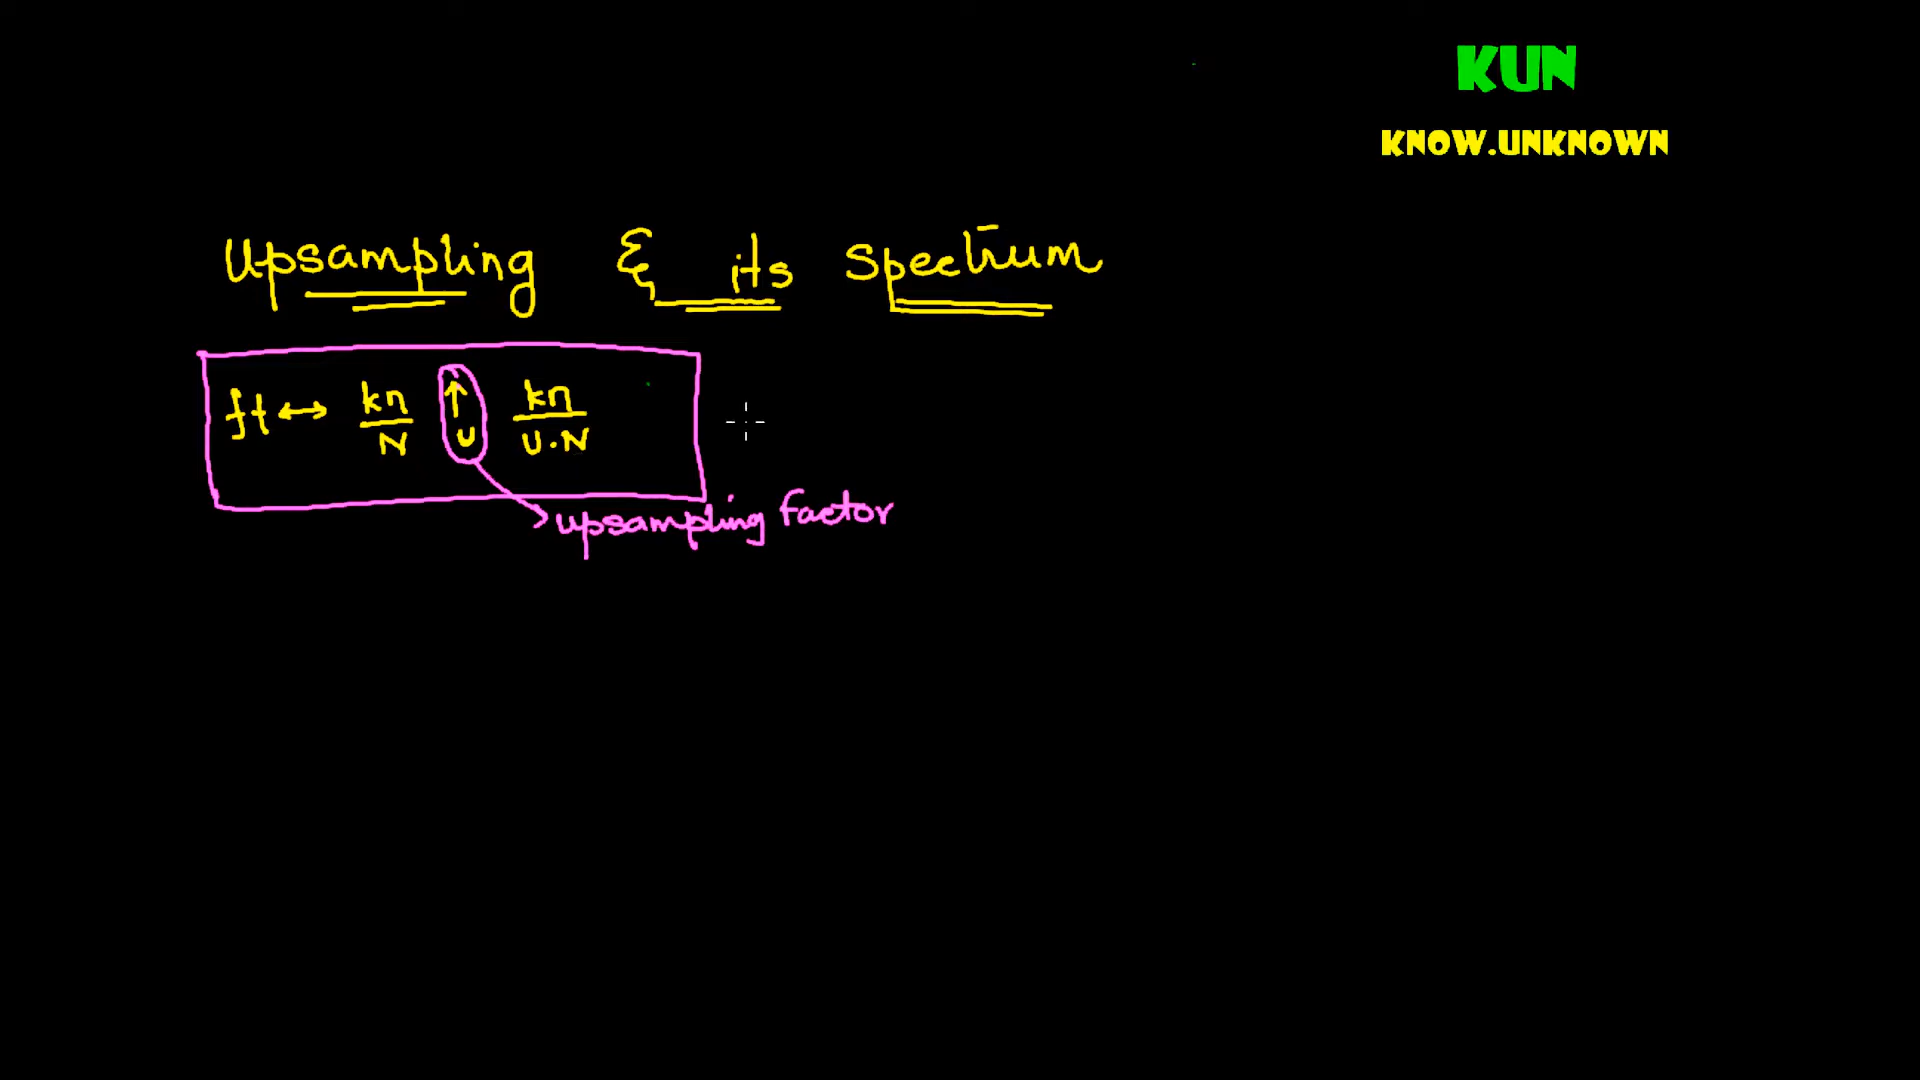 KUN
KNOW.UNKNOWN
Upsampling & its Spectrum
ft ↔ kn/N ↑U kn/U·N
upsampling factor